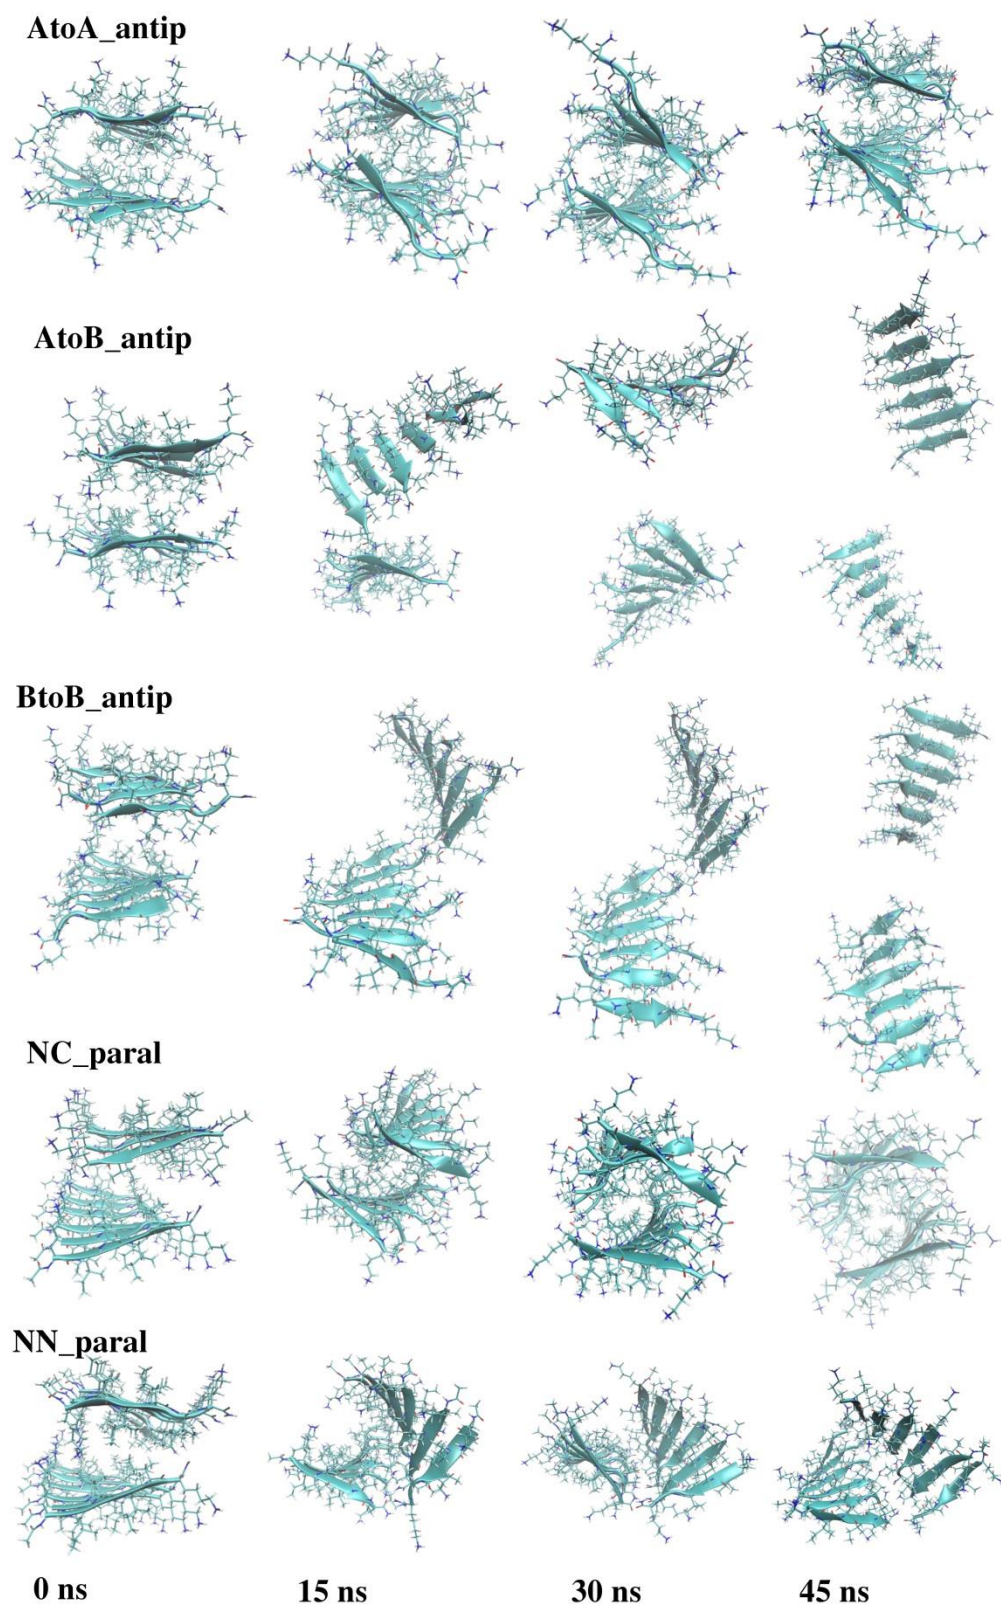 AtoA_antip
AtoB_antip
BtoB_antip
NC_paral
NN_paral
0 ns 15 ns 30 ns 45 ns